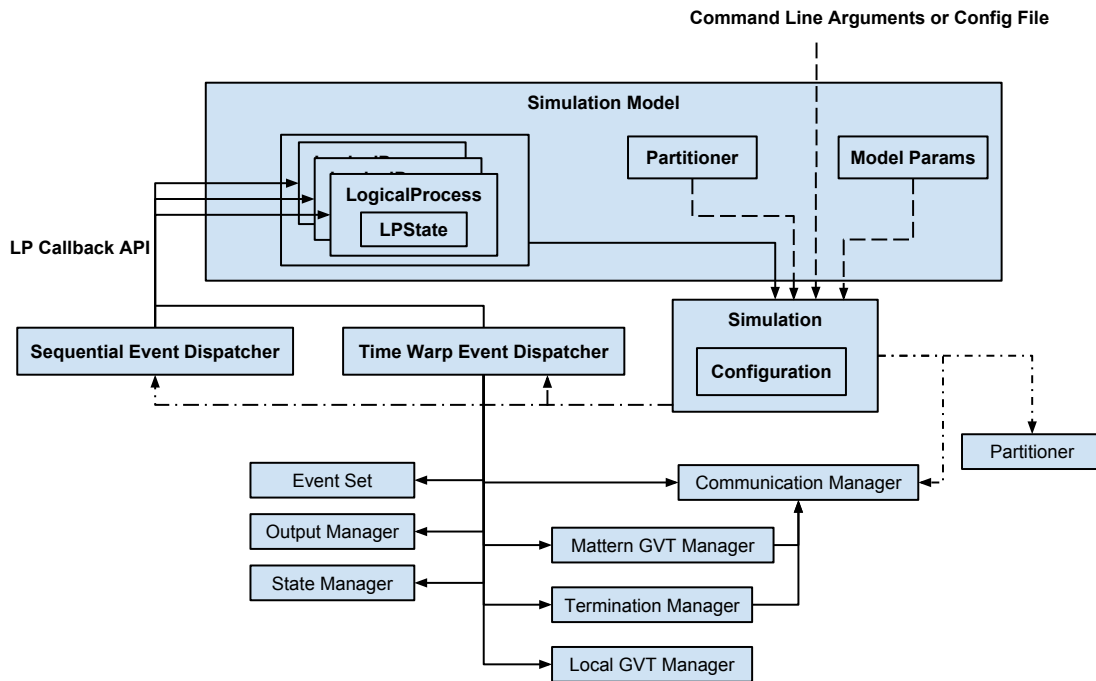 Command Line Arguments or Config File
Simulation Model
Partitioner
Model Params
LogicalProcess
LPState
LP Callback API
Simulation
Configuration
Sequential Event Dispatcher
Time Warp Event Dispatcher
Partitioner
Event Set
Communication Manager
Output Manager
Mattern GVT Manager
State Manager
Termination Manager
Local GVT Manager